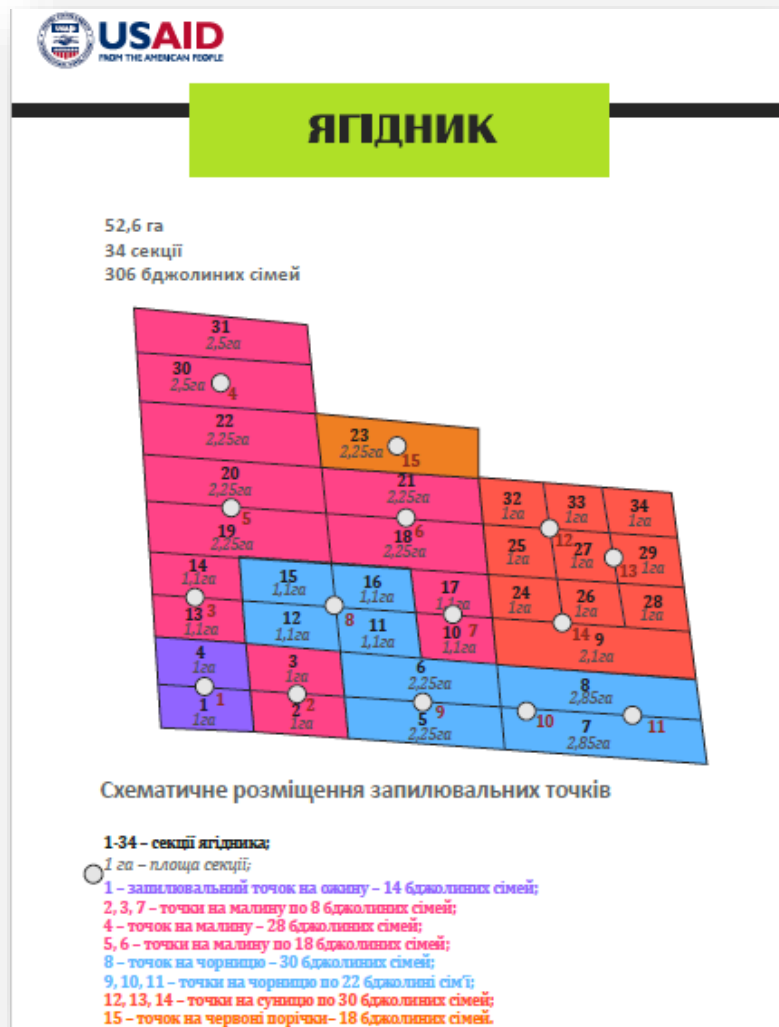 USAID
FROM THE AMERICAN PEOPLE
ЯГІДНИК
52,6 га
34 секції
306 бджолиних сімей
31
2,5га
30
2,5га
4
22
2,25га
23
2,25га
15
20
2,25га
21
2,25га
5
6
19
2,25га
18
2,25га
32
1га
33
1га
34
1га
12
25
1га
27
1га
13
29
1га
14
1,1га
15
1,1га
16
1,1га
17
1,1га
24
1га
26
1га
28
1га
13
3
1,1га
12
1,1га
8
11
1,1га
10
7
1,1га
14
9
2,1га
4
1га
3
1га
6
2,25га
8
2,85га
1
1
1га
2
2
1га
5
9
2,25га
10
7
2,85га
11
Схематичне розміщення запилювальних точків
1-34 – секції ягідника;
1 га – площа секції;
1 – запилювальний точок на ожину – 14 бджолиних сімей;
2, 3, 7 – точки на малину по 8 бджолиних сімей;
4 – точок на малину – 28 бджолиних сімей;
5, 6 – точки на малину по 18 бджолиних сімей;
8 – точок на чорницю – 30 бджолиних сімей;
9, 10, 11 – точки на чорницю по 22 бджолині сім'ї;
12, 13, 14 – точки на суницю по 30 бджолиних сімей;
15 – точок на червоні порічки– 18 бджолиних сімей.